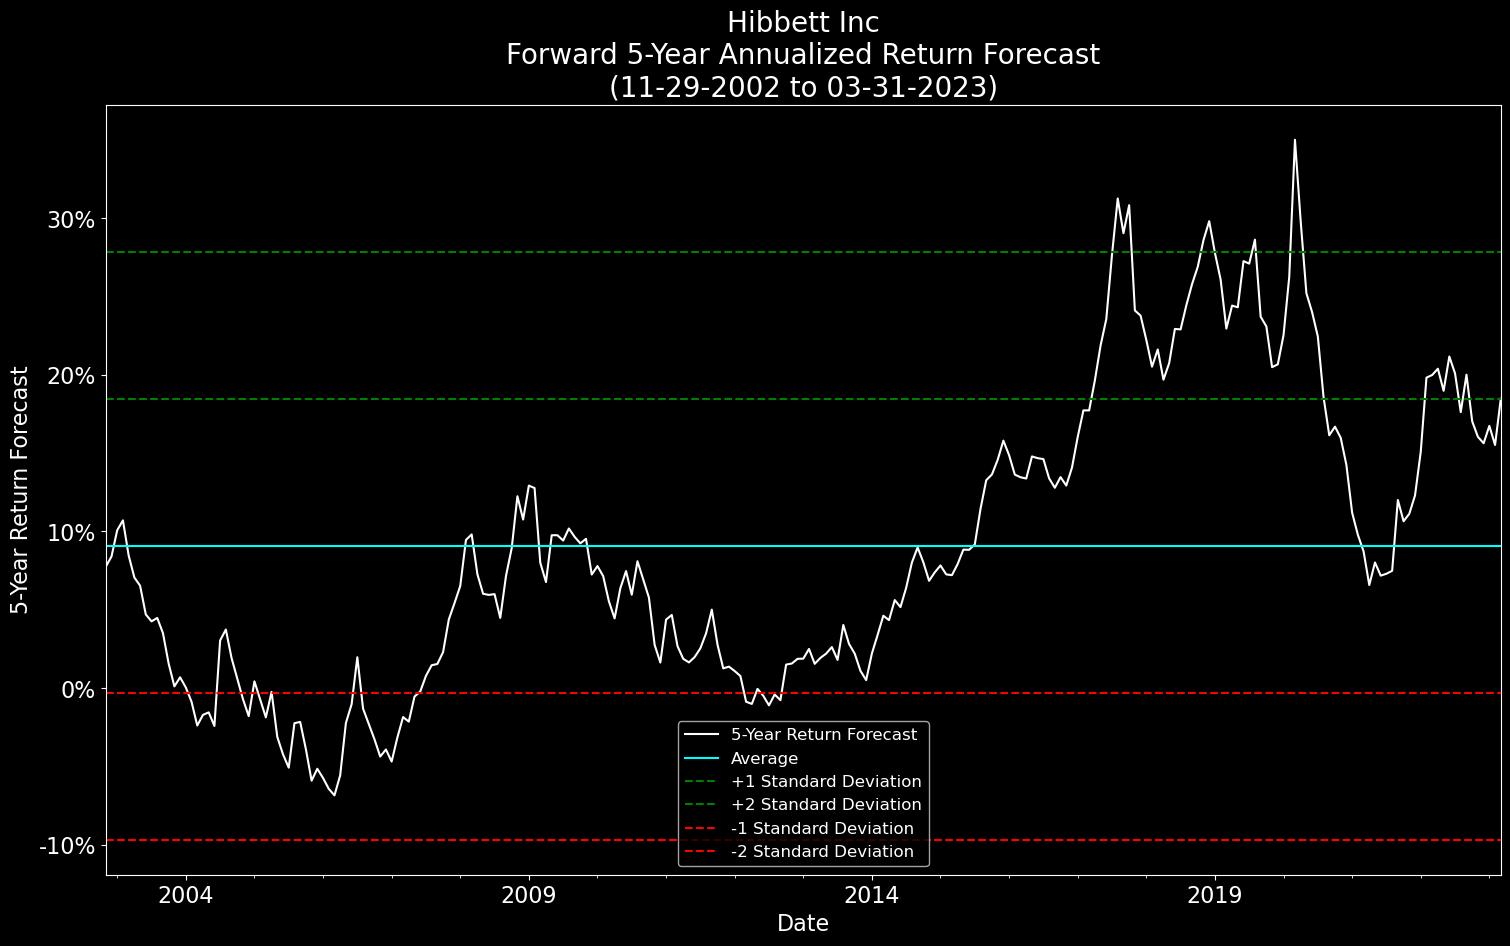 Hibbett Inc
Forward 5-Year Annualized Return Forecast
(11-29-2002 to 03-31-2023)
5-Year Return Forecast
30%
20%
10%
0%
-10%
5-Year Return Forecast
Average
+1 Standard Deviation
+2 Standard Deviation
-1 Standard Deviation
-2 Standard Deviation
2004
2009
2014
2019
Date